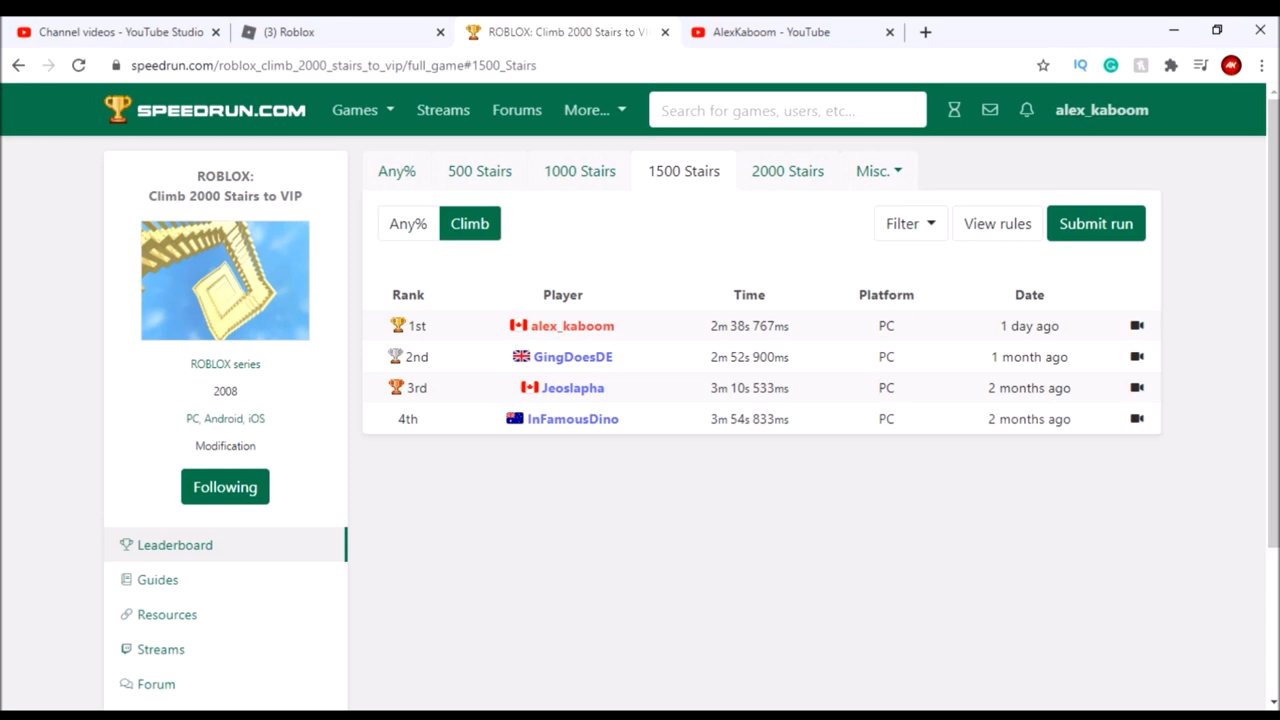 Channel videos - YouTube Studio
(3) Roblox
ROBLOX: Climb 2000 Stairs to VI
AlexKaboom - YouTube
speedrun.com/roblox_climb_2000_stairs_to_vip/full_game#1500_Stairs
IQ
SPEEDRUN.COM Games Streams Forums More... Search for games, users, etc... alex_kaboom
ROBLOX:
Climb 2000 Stairs to VIP
ROBLOX series
2008
PC, Android, iOS
Modification
Following
Leaderboard
Guides
Resources
Streams
Forum
Any% 500 Stairs 1000 Stairs 1500 Stairs 2000 Stairs Misc.
Any% Climb Filter View rules Submit run
Rank Player Time Platform Date
1st alex_kaboom 2m 38s 767ms PC 1 day ago
2nd GingDoesDE 2m 52s 900ms PC 1 month ago
3rd Jeoslapha 3m 10s 533ms PC 2 months ago
4th InFamousDino 3m 54s 833ms PC 2 months ago